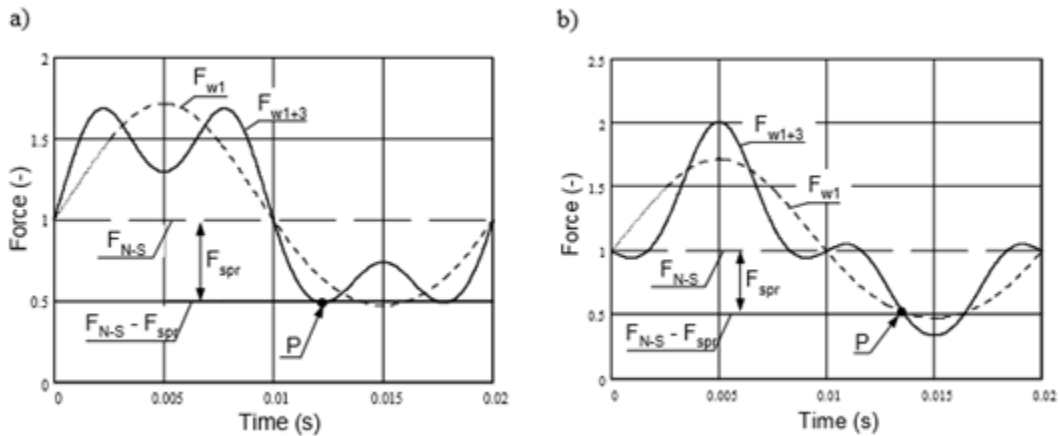 a)
2
1.5
1
0.5
0
Force (-)
F_w1
F_w1+3
F_N-S
F_spr
F_N-S - F_spr
P
0
0.005
0.01
0.015
0.02
Time (s)
b)
2.5
2
1.5
1
0.5
0
Force (-)
F_w1+3
F_w1
F_N-S
F_spr
F_N-S - F_spr
P
0
0.005
0.01
0.015
0.02
Time (s)